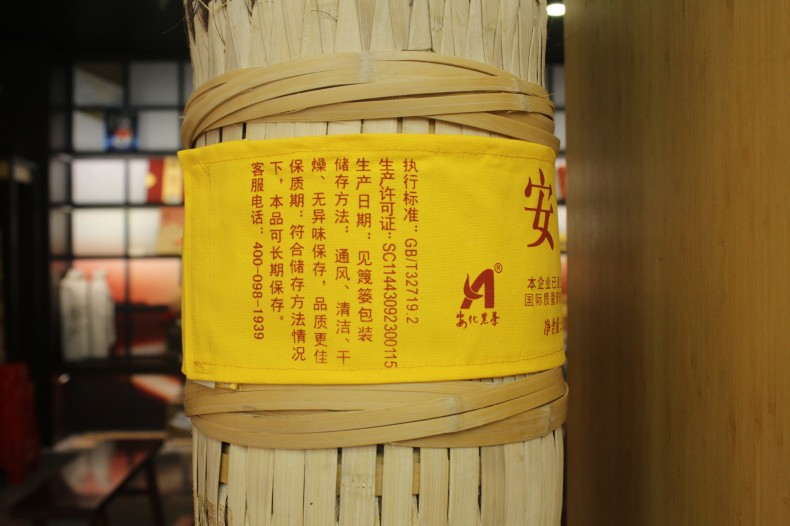 执行标准：GB/T32719.2
生产许可证：SC11443092300115
生产日期：见篾篓包装
储存方法：通风、清洁、干
燥、无异味保存，品质更佳
保质期：符合储存方法情况
下，本品可长期保存。
客服电话：400-098-1939
®
安化黑茶
安
本企业已
国际质量
净含量